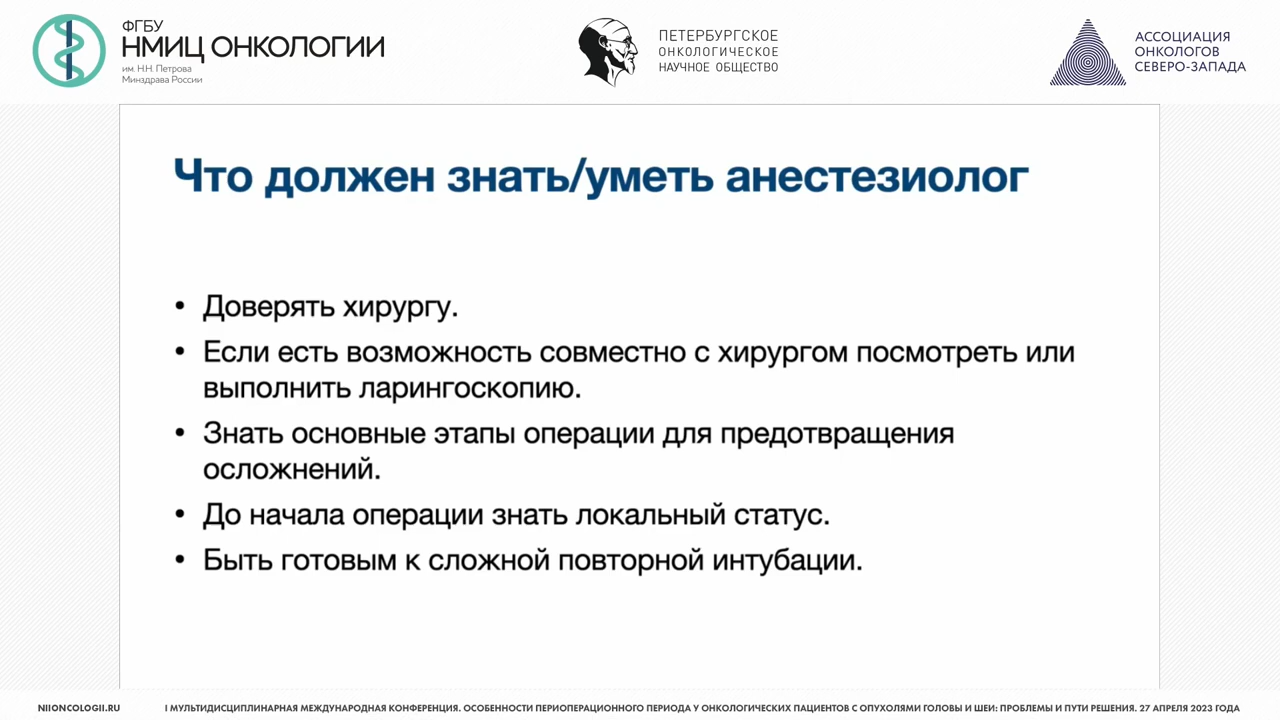 ФГБУ
НМИЦ ОНКОЛОГИИ
им. Н.Н. Петрова
Минздрава России
ПЕТЕРБУРГСКОЕ
ОНКОЛОГИЧЕСКОЕ
НАУЧНОЕ ОБЩЕСТВО
АССОЦИАЦИЯ
ОНКОЛОГОВ
СЕВЕРО-ЗАПАДА
Что должен знать/уметь анестезиолог
• Доверять хирургу.
• Если есть возможность совместно с хирургом посмотреть или
выполнить ларингоскопию.
• Знать основные этапы операции для предотвращения
осложнений.
• До начала операции знать локальный статус.
• Быть готовым к сложной повторной интубации.
NIIONCOLOGII.RU
I МУЛЬТИДИСЦИПЛИНАРНАЯ МЕЖДУНАРОДНАЯ КОНФЕРЕНЦИЯ. ОСОБЕННОСТИ ПЕРИОПЕРАЦИОННОГО ПЕРИОДА У ОНКОЛОГИЧЕСКИХ ПАЦИЕНТОВ С ОПУХОЛЯМИ ГОЛОВЫ И ШЕИ: ПРОБЛЕМЫ И ПУТИ РЕШЕНИЯ. 27 АПРЕЛЯ 2023 ГОДА